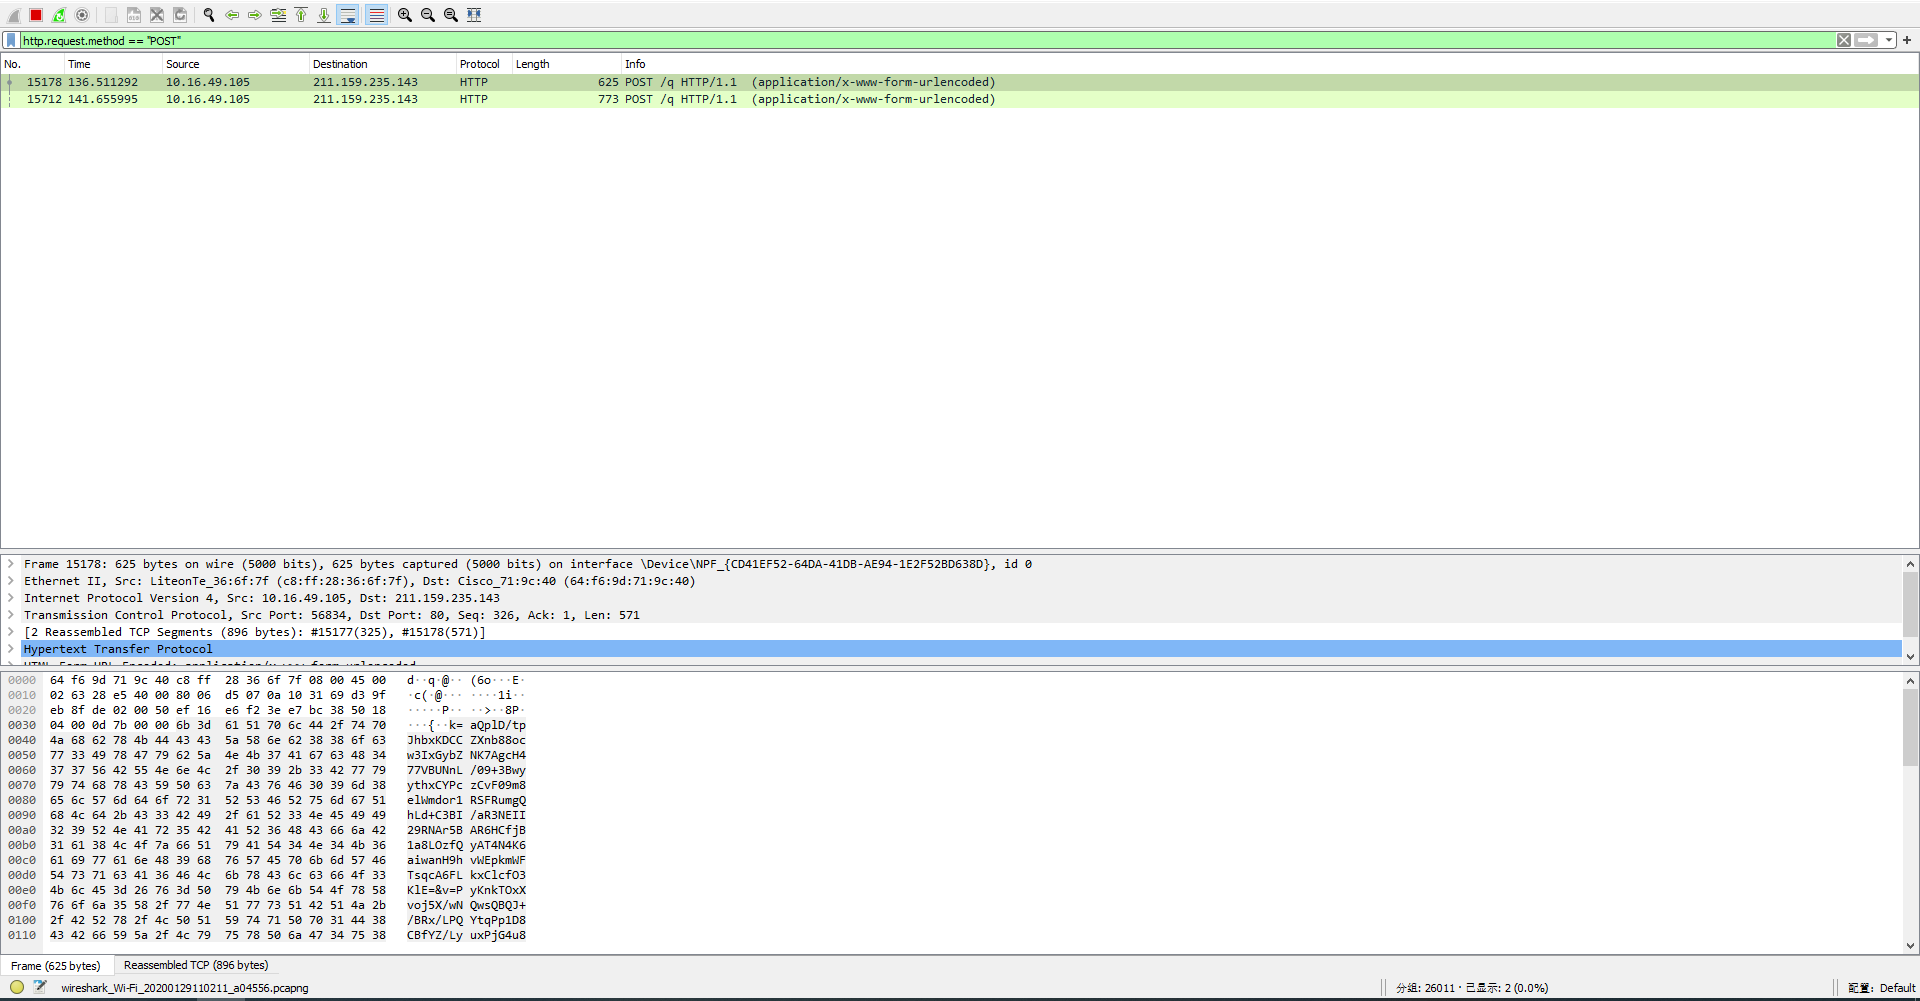 http.request.method == "POST"
No. Time Source Destination Protocol Length Info
15178 136.511292 10.16.49.105 211.159.235.143 HTTP 625 POST /q HTTP/1.1 (application/x-www-form-urlencoded)
15712 141.655995 10.16.49.105 211.159.235.143 HTTP 773 POST /q HTTP/1.1 (application/x-www-form-urlencoded)
Frame 15178: 625 bytes on wire (5000 bits), 625 bytes captured (5000 bits) on interface \Device\NPF_{CD41EF52-64DA-41DB-AE94-1E2F52BD638D}, id 0
Ethernet II, Src: LiteonTe_36:6f:7f (c8:ff:28:36:6f:7f), Dst: Cisco_71:9c:40 (64:f6:9d:71:9c:40)
Internet Protocol Version 4, Src: 10.16.49.105, Dst: 211.159.235.143
Transmission Control Protocol, Src Port: 56834, Dst Port: 80, Seq: 326, Ack: 1, Len: 571
[2 Reassembled TCP Segments (896 bytes): #15177(325), #15178(571)]
Hypertext Transfer Protocol
HTML Form URL Encoded: application/x-www-form-urlencoded
0000 64 f6 9d 71 9c 40 c8 ff 28 36 6f 7f 08 00 45 00 d··q·@·· (6o···E·
0010 02 63 28 e5 40 00 80 06 d5 07 0a 10 31 69 d3 9f ·c(·@··· ····1i··
0020 eb 8f de 02 00 50 ef 16 e6 f2 3e e7 bc 38 50 18 ·····P·· ··>··8P·
0030 04 00 0d 7b 00 00 6b 3d 61 51 70 6c 44 2f 74 70 ···{··k= aQplD/tp
0040 4a 68 62 78 4b 44 43 43 5a 58 6e 62 38 38 6f 63 JhbxKDCC ZXnb88oc
0050 77 33 49 78 47 79 62 5a 4e 4b 37 41 67 63 48 34 w3IxGybZ NK7AgcH4
0060 37 37 56 42 55 4e 6e 4c 2f 30 39 2b 33 42 77 79 77VBUNnL /09+3Bwy
0070 79 74 68 78 43 59 50 63 7a 43 76 46 30 39 6d 38 ythxCYPc zCvF09m8
0080 65 6c 57 6d 64 6f 72 31 52 53 46 52 75 6d 67 51 elWmdor1 RSFRumgQ
0090 68 4c 64 2b 43 33 42 49 2f 61 52 33 4e 45 49 49 hLd+C3BI /aR3NEII
00a0 32 39 52 4e 41 72 35 42 41 52 36 48 43 66 6a 42 29RNAr5B AR6HCfjB
00b0 31 61 38 4c 4f 7a 66 51 79 41 54 34 4e 34 4b 36 1a8LOzfQ yAT4N4K6
00c0 61 69 77 61 6e 48 39 68 76 57 45 70 6b 6d 57 46 aiwanH9h vWEpkmWF
00d0 54 73 71 63 41 36 46 4c 6b 78 43 6c 63 66 4f 33 TsqcA6FL kxClcfO3
00e0 4b 6c 45 3d 26 76 3d 50 79 4b 6e 6b 54 4f 78 58 KlE=&v=P yKnkTOxX
00f0 76 6f 6a 35 58 2f 77 4e 51 77 73 51 42 51 4a 2b voj5X/wN QwsQBQJ+
0100 2f 42 52 78 2f 4c 50 51 59 74 71 50 70 31 44 38 /BRx/LPQ YtqPp1D8
0110 43 42 66 59 5a 2f 4c 79 75 78 50 6a 47 34 75 38 CBfYZ/Ly uxPjG4u8
Frame (625 bytes) Reassembled TCP (896 bytes)
wireshark_Wi-Fi_20200129110211_a04556.pcapng 分组: 26011 · 已显示: 2 (0.0%) 配置: Default